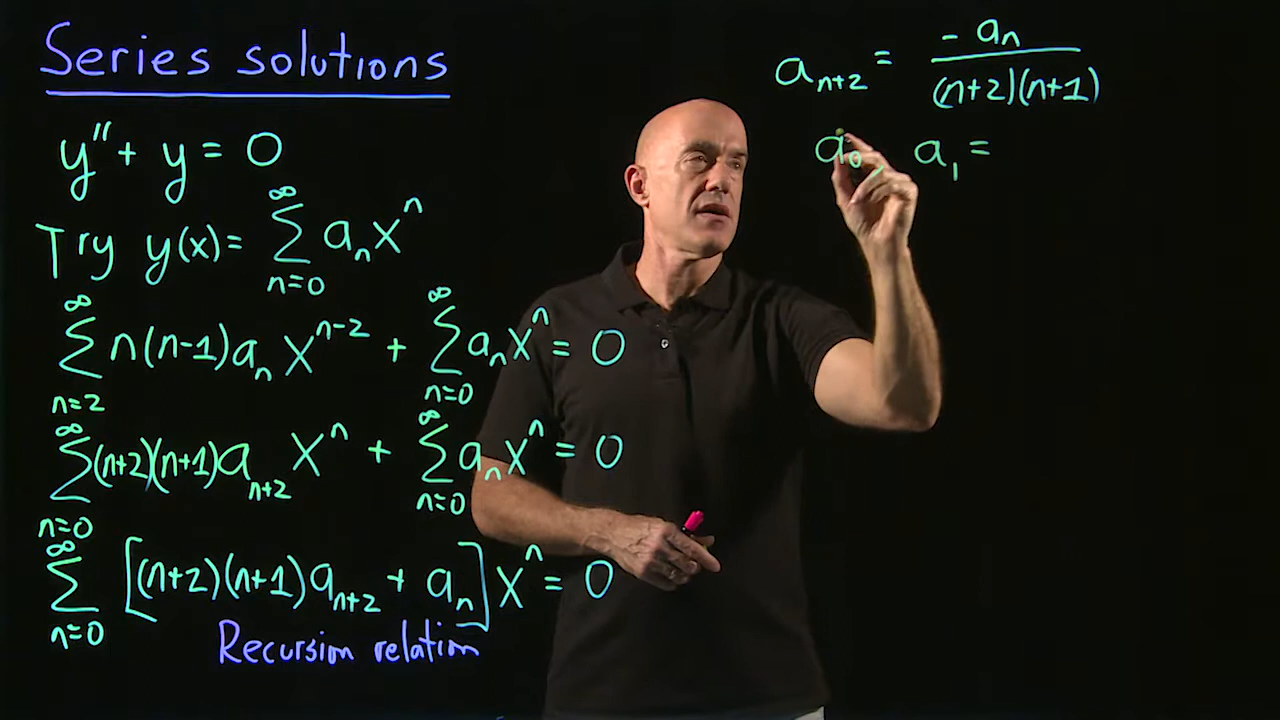 Series solutions
y'' + y = 0
Try y(x) = ∑_{n=0}^{∞} a_n x^n
∑_{n=2}^{∞} n(n-1)a_n x^{n-2} + ∑_{n=0}^{∞} a_n x^n = 0
∑_{n=0}^{∞} (n+2)(n+1)a_{n+2} x^n + ∑_{n=0}^{∞} a_n x^n = 0
∑_{n=0}^{∞} [(n+2)(n+1)a_{n+2} + a_n] x^n = 0
Recursion relation
a_{n+2} = -a_n / (n+2)(n+1)
a_0 a_1 =